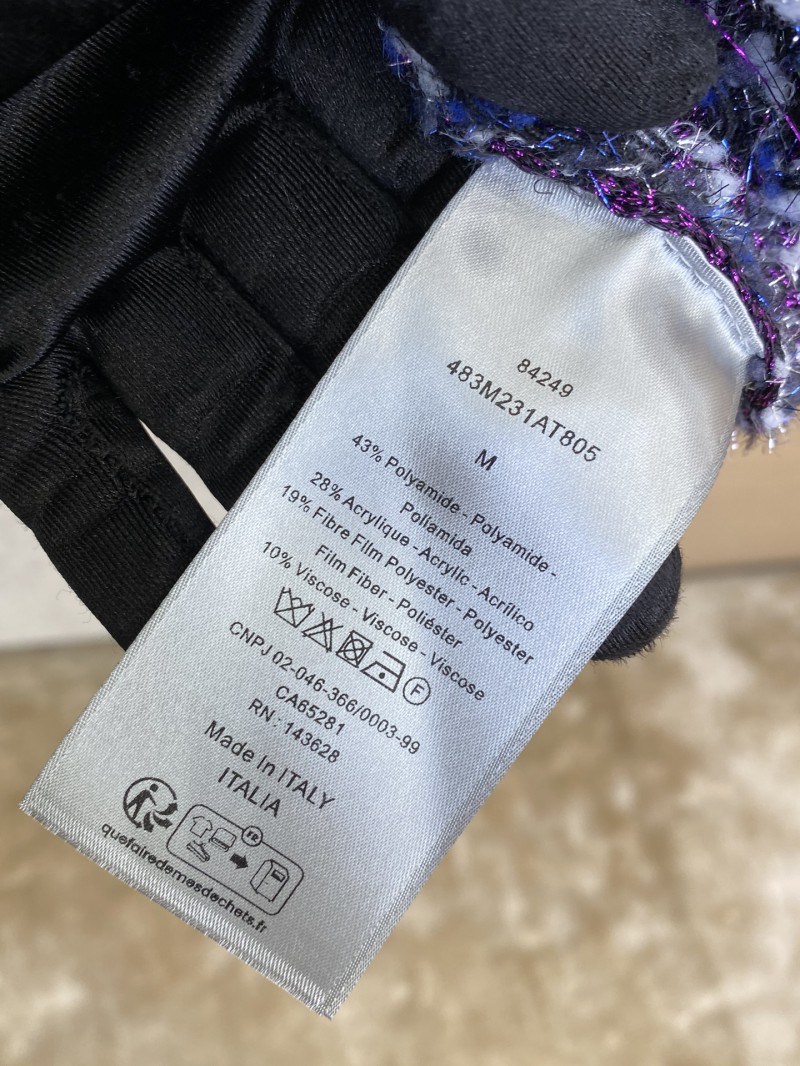 84249
483M231AT805
M
43% Polyamide - Polyamide -
Poliamida
28% Acrylique - Acrylic - Acrílico
19% Fibre Film Polyester - Polyester
Film Fiber - Poliéster
10% Viscose - Viscose - Viscose
F
CNPJ 02-046-366/0003-99
CA65281
RN: 143628
Made In ITALY
ITALIA
FR
quefairedemesdechets.fr